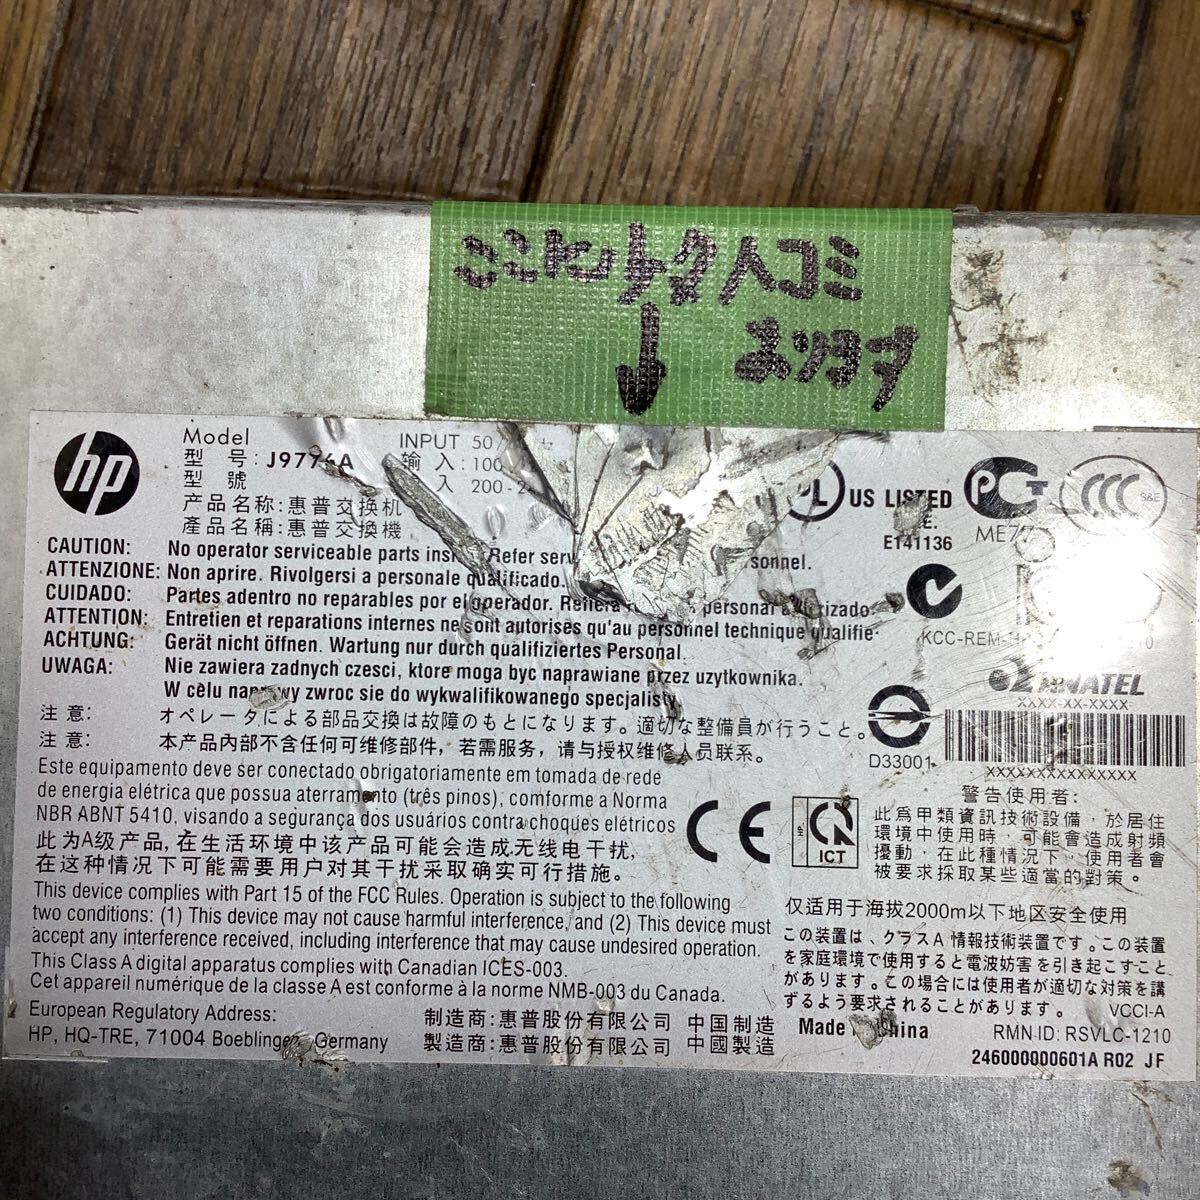 ここヒントタ人コミ
ありヨす
hp
Model
型 号: J9774A
型 號
INPUT 50/
输 入: 100
入 200-2
产品名称: 惠普交换机
產品名稱: 惠普交換機
US LISTED
E141136
PG
ME77
CCC
S&E
CAUTION: No operator serviceable parts Refer sonnel.
ATTENZIONE: Non aprire. Rivolgersi a personale qualificado.
CUIDADO: Partes adentro no reparables por el operador. Refiera personal
ATTENTION: Entretien et reparations internes ne sont autorises qu'au personnel technique qualifie.
ACHTUNG: Gerät nicht öffnen. Wartung nur durch qualifiziertes Personal.
UWAGA: Nie zawiera zadnych czesci, ktore moga byc naprawiane przez uzytkownika.
W celu naprawy zwroc sie do wykwalifikowanego specjalisty.
注 意: オペレータによる部品交換は故障のもとになります。適切な整備員が行うこと。
注 意: 本产品内部不含任何可维修部件，若需服务，请与授权维修人员联系。
KCC-REM-
10
ANATEL
XXXX-XX-XXXX
XXXXXXXXXXXXXXX
D33001
Este equipamento deve ser conectado obrigatoriamente em tomada de rede
de energia elétrica que possua aterramento (três pinos), comforme a Norma
NBR ABNT 5410, visando a segurança dos usuários contra choques elétricos
此为A级产品, 在生活环境中该产品可能会造成无线电干扰,
在这种情况下可能需要用户对其干扰采取确实可行措施。
CE
ICT
警告使用者:
此為甲類資訊技術設備，於居住
環境中使用時，可能會造成射頻
擾動，在此種情況下，使用者會
被要求採取某些適當的對策。
This device complies with Part 15 of the FCC Rules. Operation is subject to the following
two conditions: (1) This device may not cause harmful interference, and (2) This device must
accept any interference received, including interference that may cause undesired operation.
This Class A digital apparatus complies with Canadian ICES-003.
Cet appareil numérique de la classe A est conforme à la norme NMB-003 du Canada.
仅适用于海拔2000m以下地区安全使用
この装置は、クラスA 情報技術装置です。この装置
を家庭環境で使用すると電波妨害を引き起こすこと
があります。この場合には使用者が適切な対策を講
ずるよう要求されることがあります。 VCCI-A
European Regulatory Address:
HP, HQ-TRE, 71004 Boeblingen, Germany
制造商: 惠普股份有限公司 中国制造
製造商: 惠普股份有限公司 中國製造
Made China
RMN ID: RSVLC-1210
246000000601A R02 JF